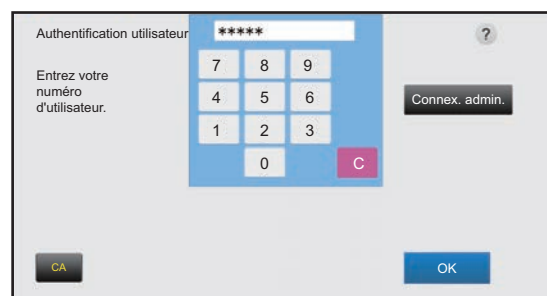 Authentification utilisateur
*****
?
Entrez votre
numéro
d'utilisateur.
7 8 9
4 5 6
1 2 3
0 C
Connex. admin.
CA
OK